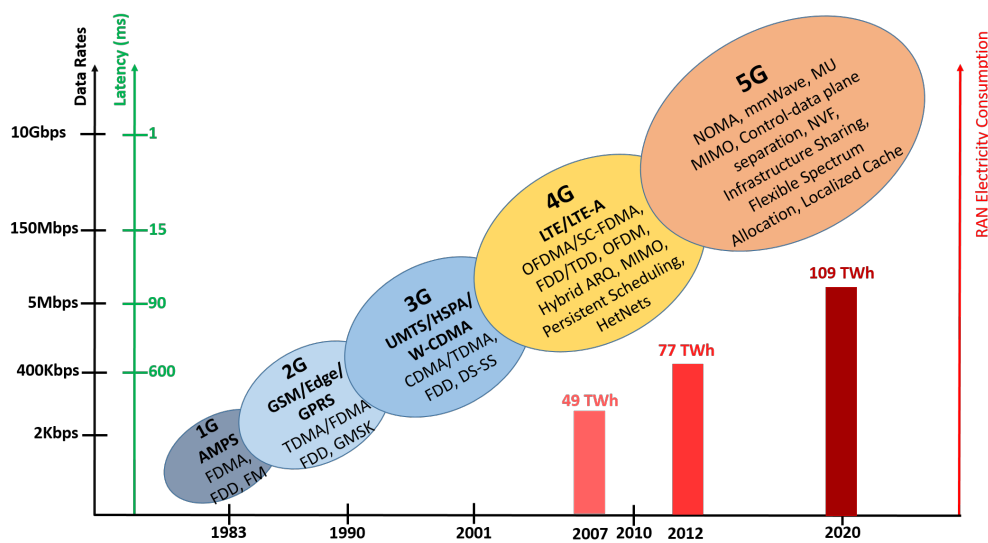 Data Rates
Latency (ms)
10Gbps
150Mbps
5Mbps
400Kbps
2Kbps
1
15
90
600
1G
AMPS
FDMA,
FDD, FM
2G
GSM/Edge/
GPRS
TDMA/FDMA
FDD, GMSK
3G
UMTS/HSPA/
W-CDMA
CDMA/TDMA,
FDD, DS-SS
4G
LTE/LTE-A
OFDMA/SC-FDMA,
FDD/TDD, OFDM,
Hybrid ARQ, MIMO,
Persistent Scheduling,
HetNets
5G
NOMA, mmWave, MU
MIMO, Control-data plane
separation, NVF,
Infrastructure Sharing,
Flexible Spectrum
Allocation, Localized Cache
49 TWh
77 TWh
109 TWh
RAN Electricity Consumption
1983
1990
2001
2007
2010
2012
2020